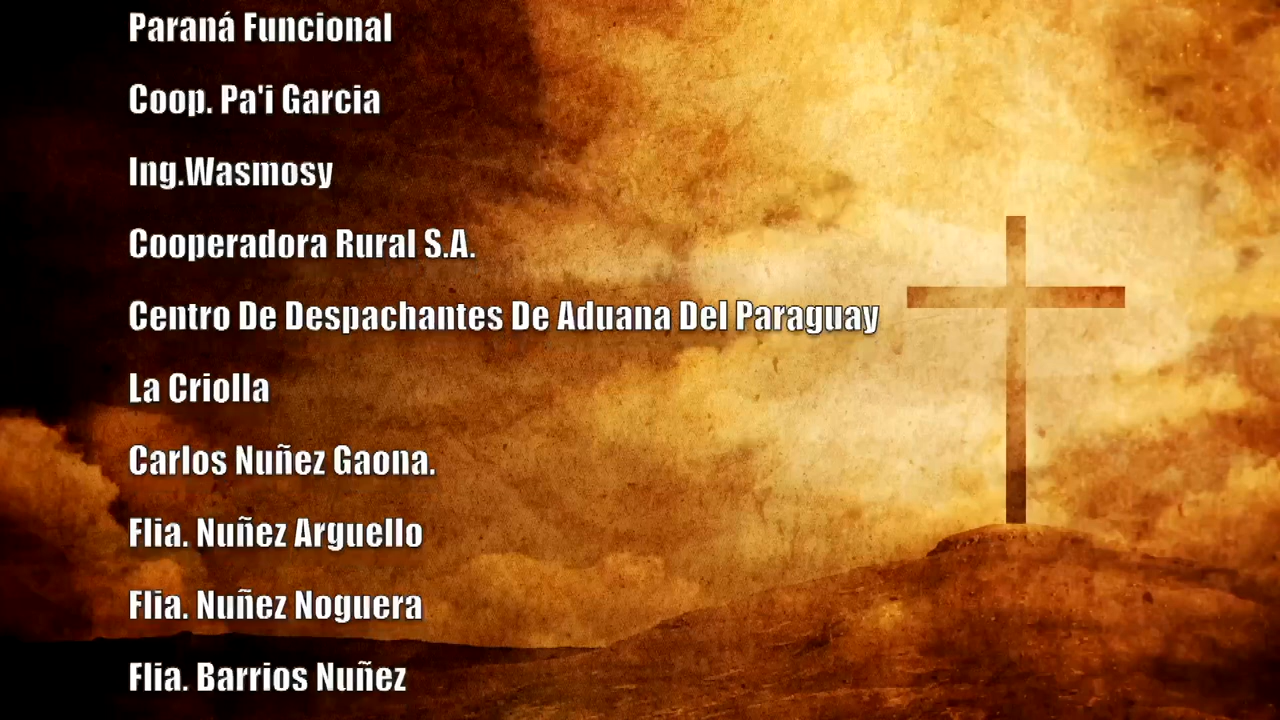 Paraná Funcional
Coop. Pa'i Garcia
Ing.Wasmosy
Cooperadora Rural S.A.
Centro De Despachantes De Aduana Del Paraguay
La Criolla
Carlos Nuñez Gaona.
Flia. Nuñez Arguello
Flia. Nuñez Noguera
Flia. Barrios Nuñez